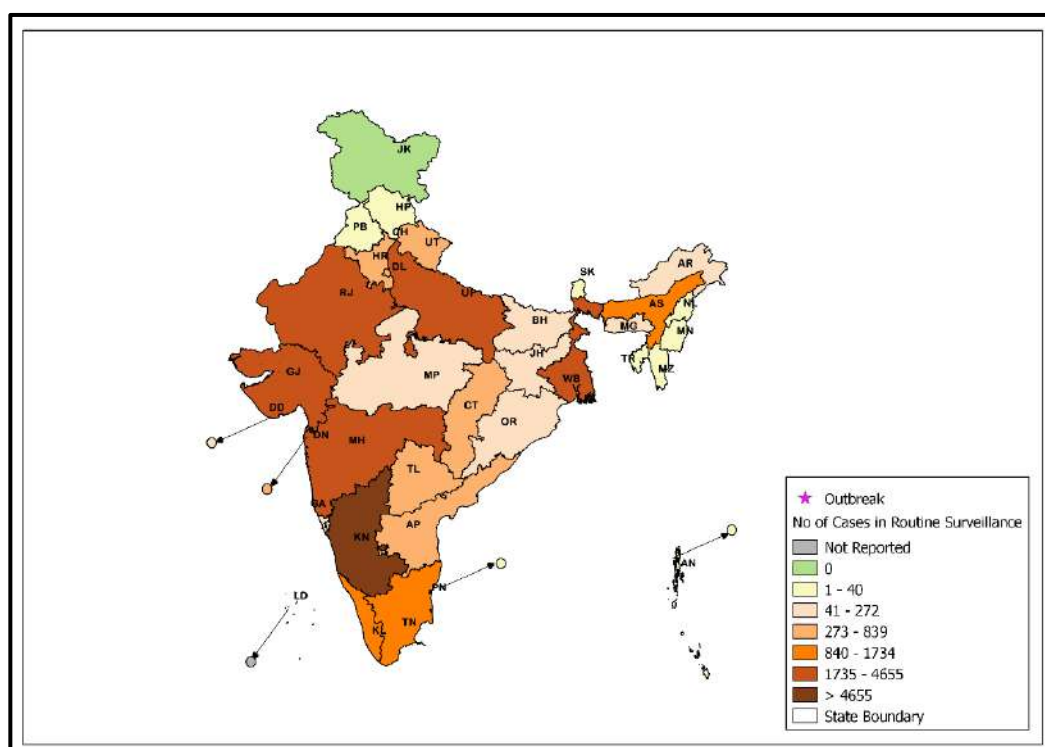 JK
HP
PB
CH
UT
HR
DL
SK
AR
RJ
UP
AS
BH
MG
MN
JH
TR
MZ
GJ
MP
WB
CT
DD
OR
DN
MH
TL
AP
KN
AN
PN
LD
TN
KL
★ Outbreak
No of Cases in Routine Surveillance
Not Reported
0
1 - 40
41 - 272
273 - 839
840 - 1734
1735 - 4655
> 4655
State Boundary